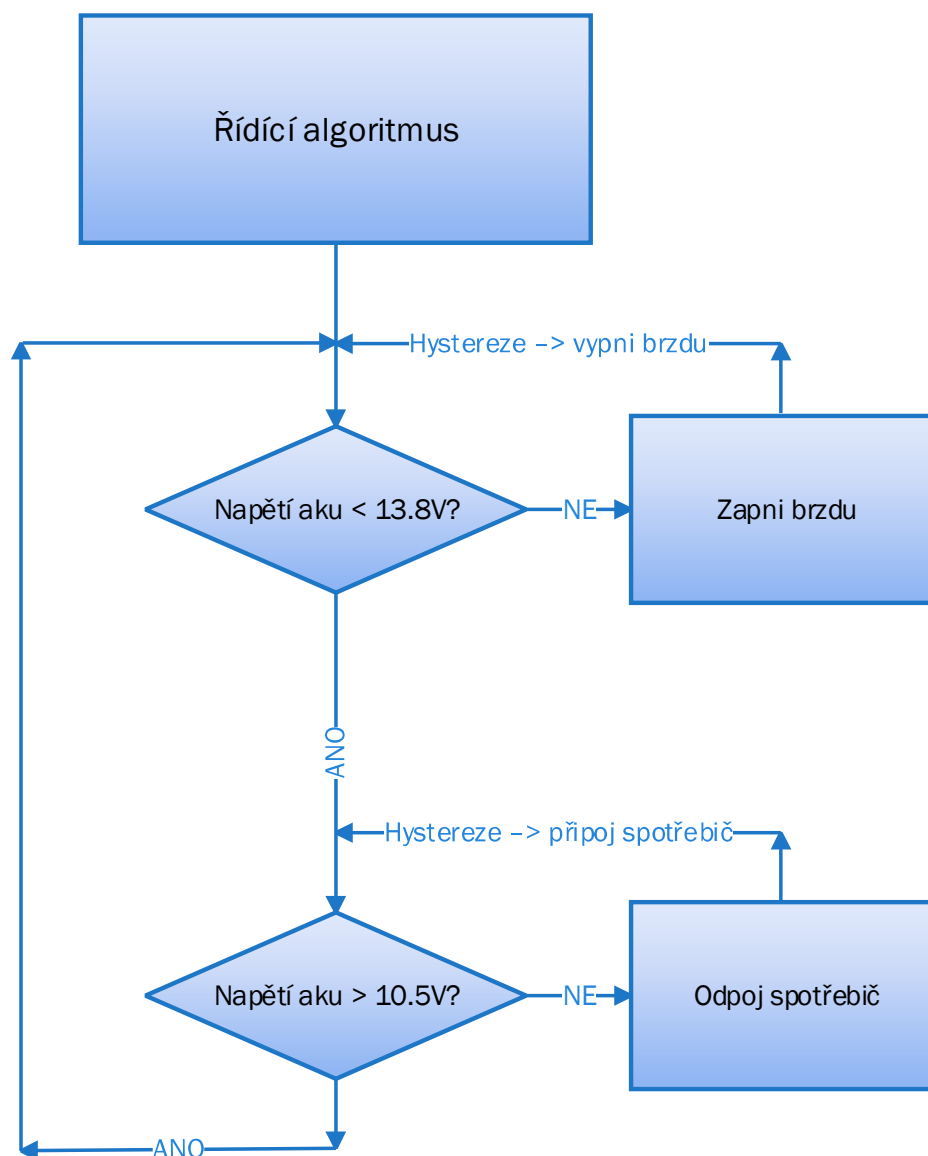 Řídící algoritmus
Hystereze –> vypni brzdu
Napětí aku < 13.8V?
NE
Zapni brzdu
ANO
Hystereze –> připoj spotřebič
Napětí aku > 10.5V?
NE
Odpoj spotřebič
ANO